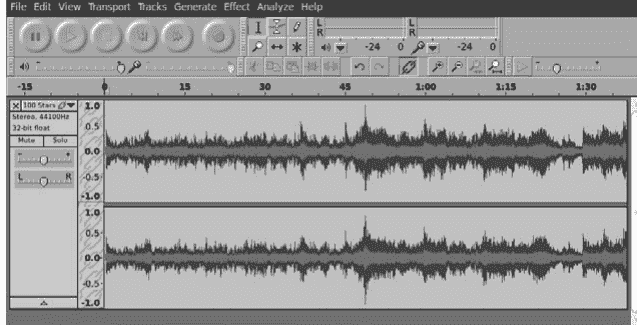 File Edit View Transport Tracks Generate Effect Analyze Help
L
R
-24 0
L
R
-24 0
-15 0 15 30 45 1:00 1:15 1:30
100 Stars
Stereo, 44100Hz
32-bit float
Mute Solo
- +
L R
1.0
0.5
0.0
-0.5
-1.0
1.0
0.5
0.0
-0.5
-1.0